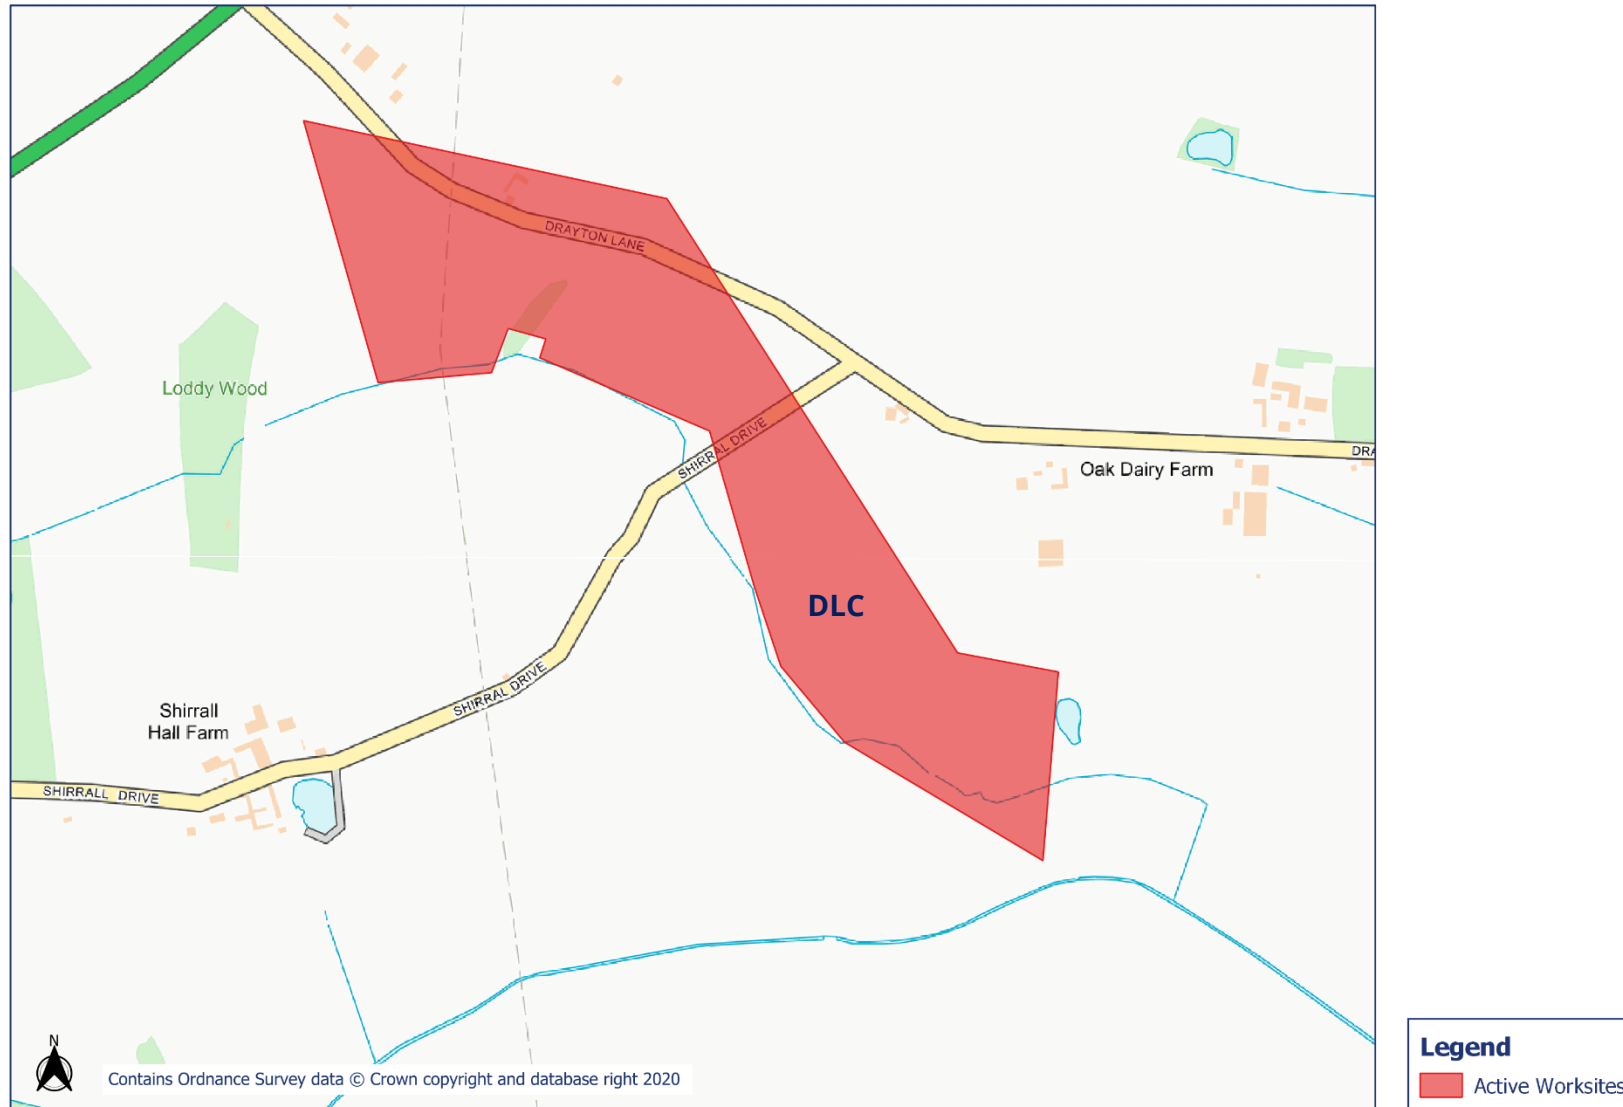 DRAYTON LANE
Loddy Wood
SHIRRAL DRIVE
DRA
Oak Dairy Farm
DLC
SHIRRAL DRIVE
Shirrall
Hall Farm
SHIRRALL DRIVE
N
Contains Ordnance Survey data © Crown copyright and database right 2020
Legend
Active Worksites